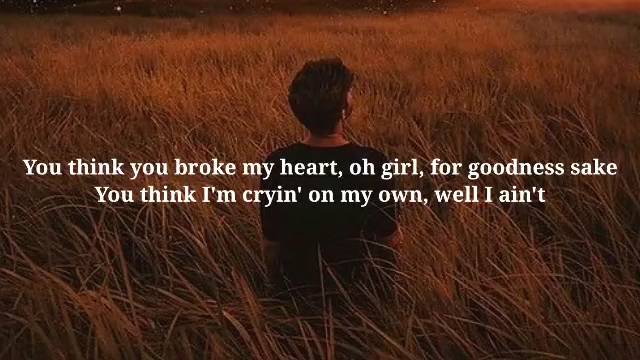 You think you broke my heart, oh girl, for goodness sake
You think I'm cryin' on my own, well I ain't